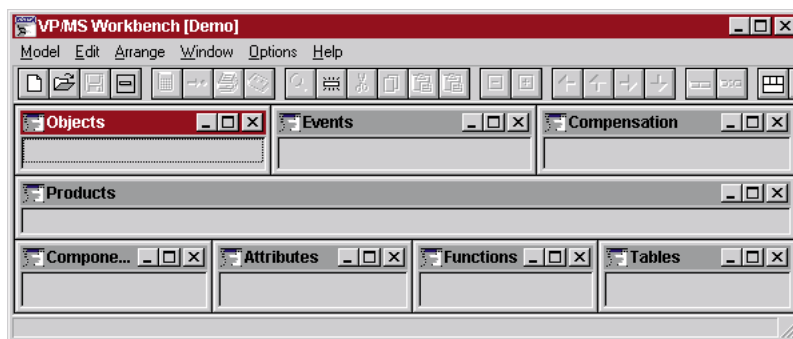 VP/MS Workbench [Demo]
Model Edit Arrange Window Options Help
Objects Events Compensation
Products
Compone... Attributes Functions Tables